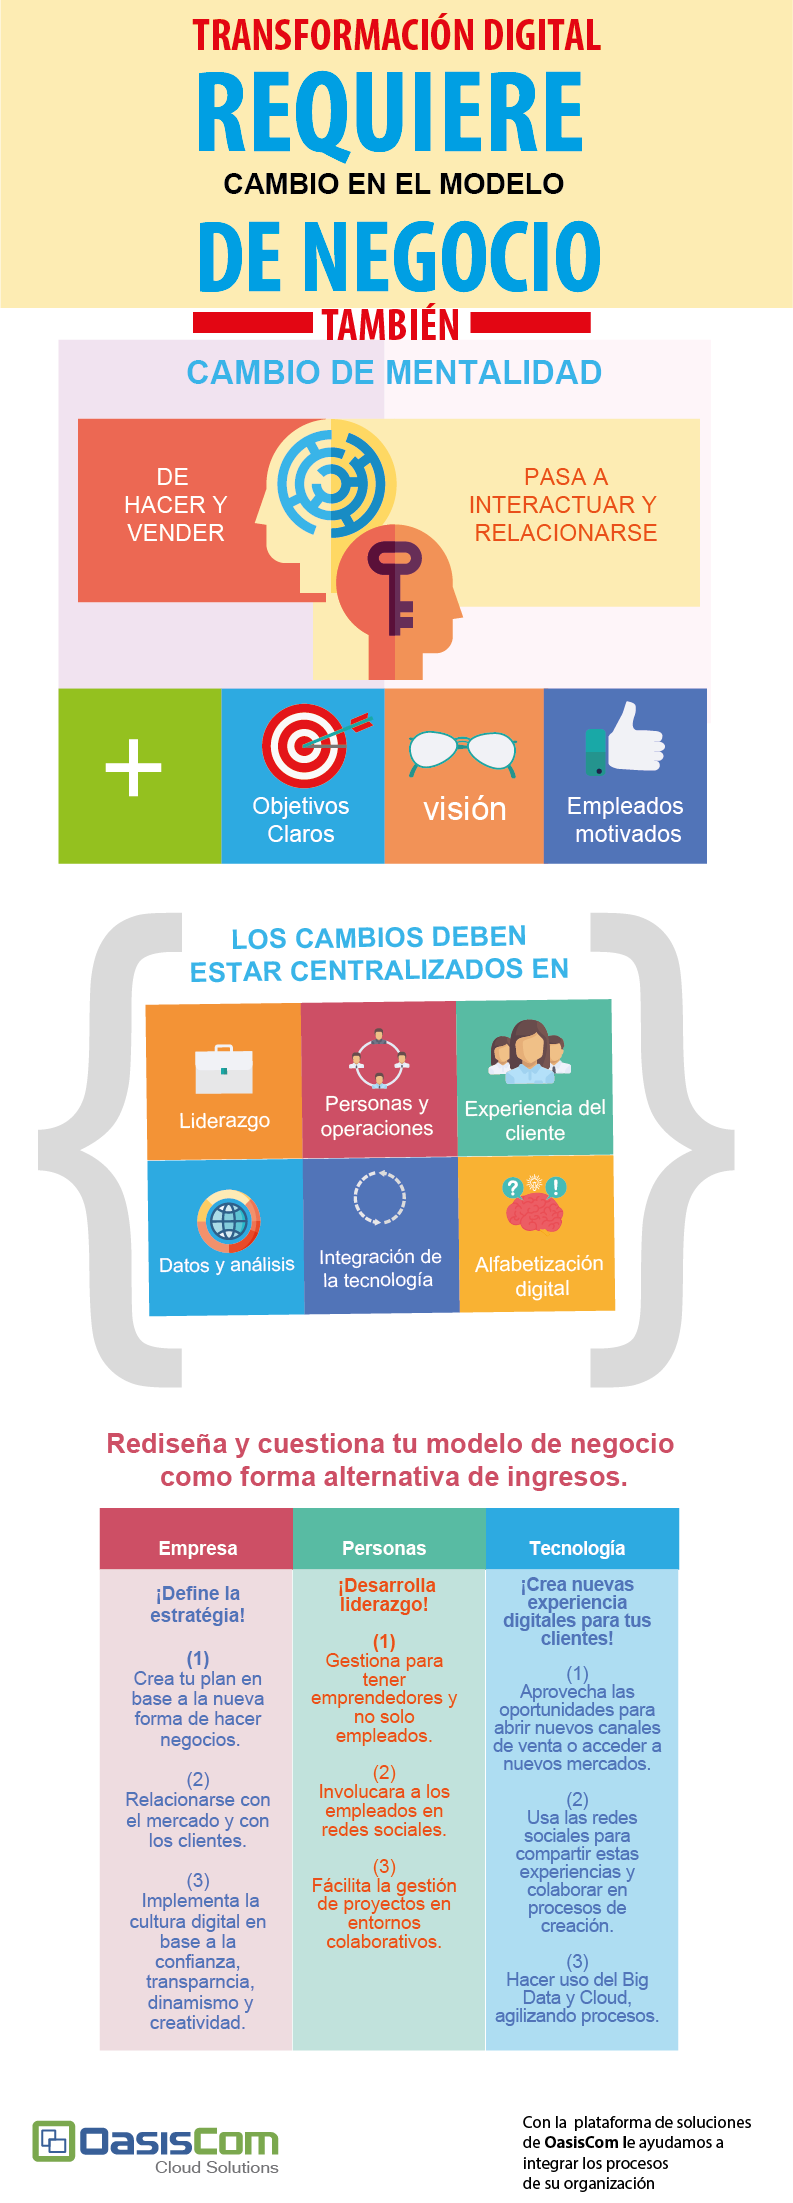 TRANSFORMACIÓN DIGITAL
REQUIERE
CAMBIO EN EL MODELO
DE NEGOCIO
TAMBIÉN
CAMBIO DE MENTALIDAD
DE
HACER Y
VENDER
PASA A
INTERACTUAR Y
RELACIONARSE
+
Objetivos
Claros
visión
Empleados
motivados
LOS CAMBIOS DEBEN
ESTAR CENTRALIZADOS EN
Liderazgo
Personas y
operaciones
Experiencia del
cliente
? !
Datos y análisis
Integración de
la tecnología
Alfabetización
digital
Rediseña y cuestiona tu modelo de negocio
como forma alternativa de ingresos.
Empresa
¡Define la
estratégia!
(1)
Crea tu plan en
base a la nueva
forma de hacer
negocios.
(2)
Relacionarse con
el mercado y con
los clientes.
(3)
Implementa la
cultura digital en
base a la
confianza,
transparncia,
dinamismo y
creatividad.
Personas
¡Desarrolla
liderazgo!
(1)
Gestiona para
tener
emprendedores y
no solo
empleados.
(2)
Involucara a los
empleados en
redes sociales.
(3)
Fácilita la gestión
de proyectos en
entornos
colaborativos.
Tecnología
¡Crea nuevas
experiencia
digitales para tus
clientes!
(1)
Aprovecha las
oportunidades para
abrir nuevos canales
de venta o acceder a
nuevos mercados.
(2)
Usa las redes
sociales para
compartir estas
experiencias y
colaborar en
procesos de
creación.
(3)
Hacer uso del Big
Data y Cloud,
agilizando procesos.
OasisCom
Cloud Solutions
Con la plataforma de soluciones
de OasisCom le ayudamos a
integrar los procesos
de su organización